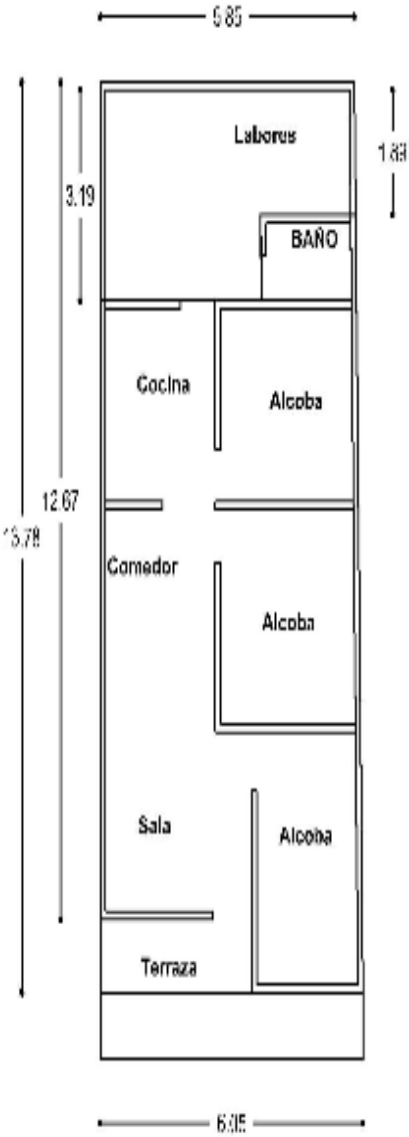 5.85
Labores
1.89
3.19
BAÑO
Cocina
Alcoba
12.67
13.78
Comedor
Alcoba
Sala
Alcoba
Terraza
6.05